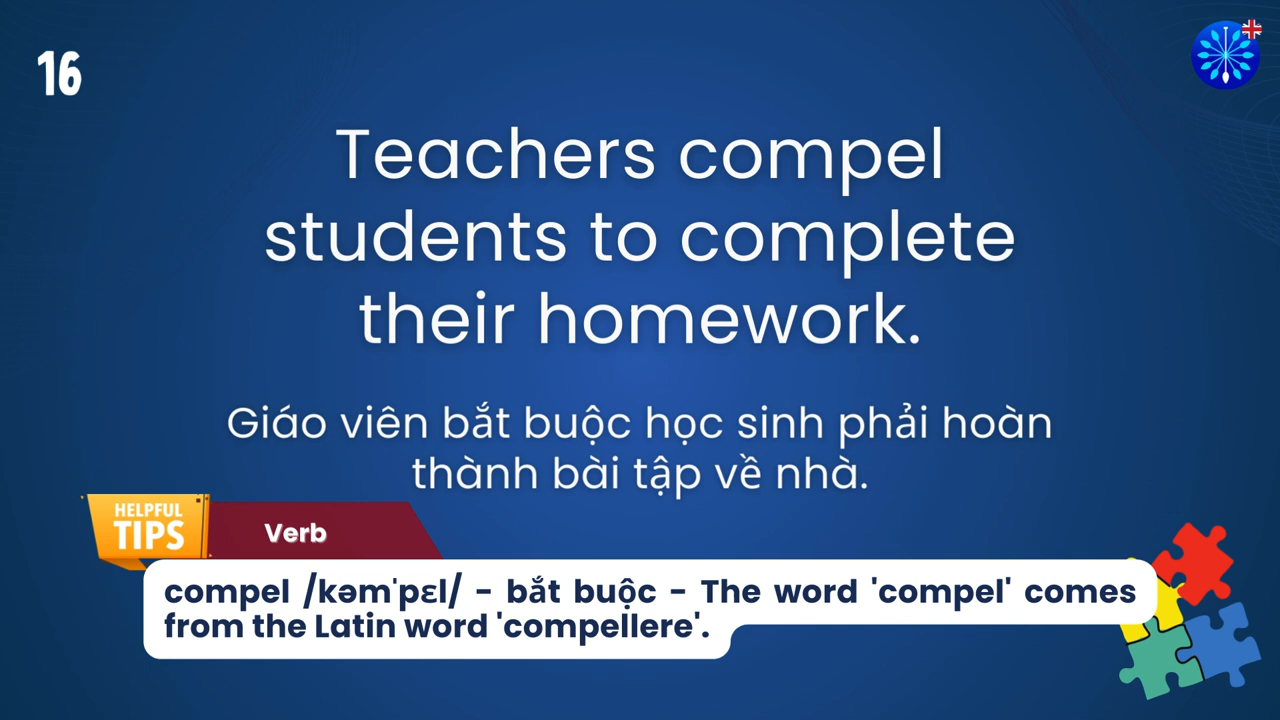 16
Teachers compel
students to complete
their homework.
Giáo viên bắt buộc học sinh phải hoàn
thành bài tập về nhà.
HELPFUL
TIPS
Verb
compel /kəmˈpɛl/ - bắt buộc - The word 'compel' comes
from the Latin word 'compellere'.